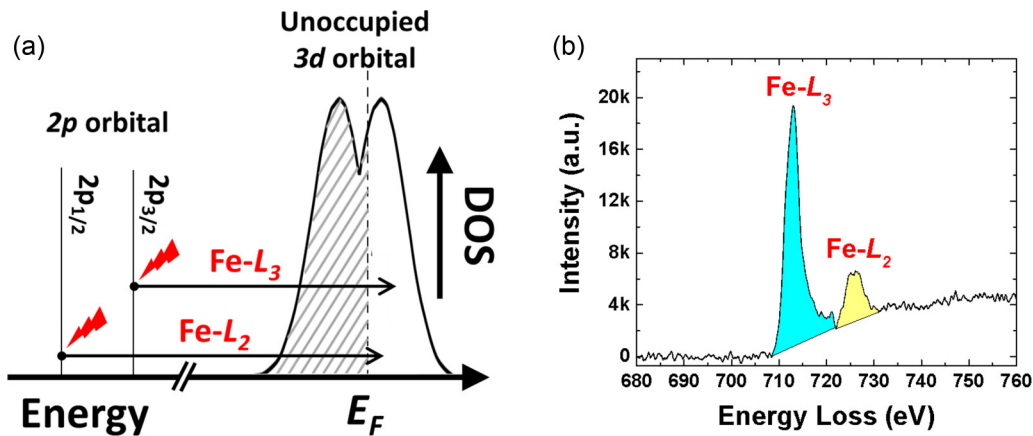 (a)
Unoccupied
3d orbital
2p orbital
2p1/2
2p3/2
Fe-L3
Fe-L2
DOS
Energy
EF
(b)
Fe-L3
Fe-L2
Intensity (a.u.)
20k
16k
12k
8k
4k
0
680 690 700 710 720 730 740 750 760
Energy Loss (eV)